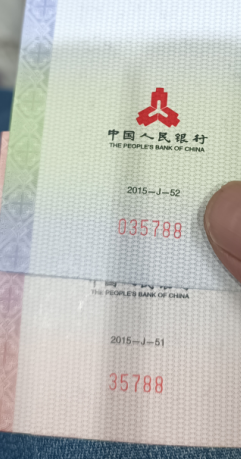 中国人民银行
THE PEOPLE'S BANK OF CHINA
2015—J—52
035788
THE PEOPLE'S BANK OF CHINA
2015—J—51
35788